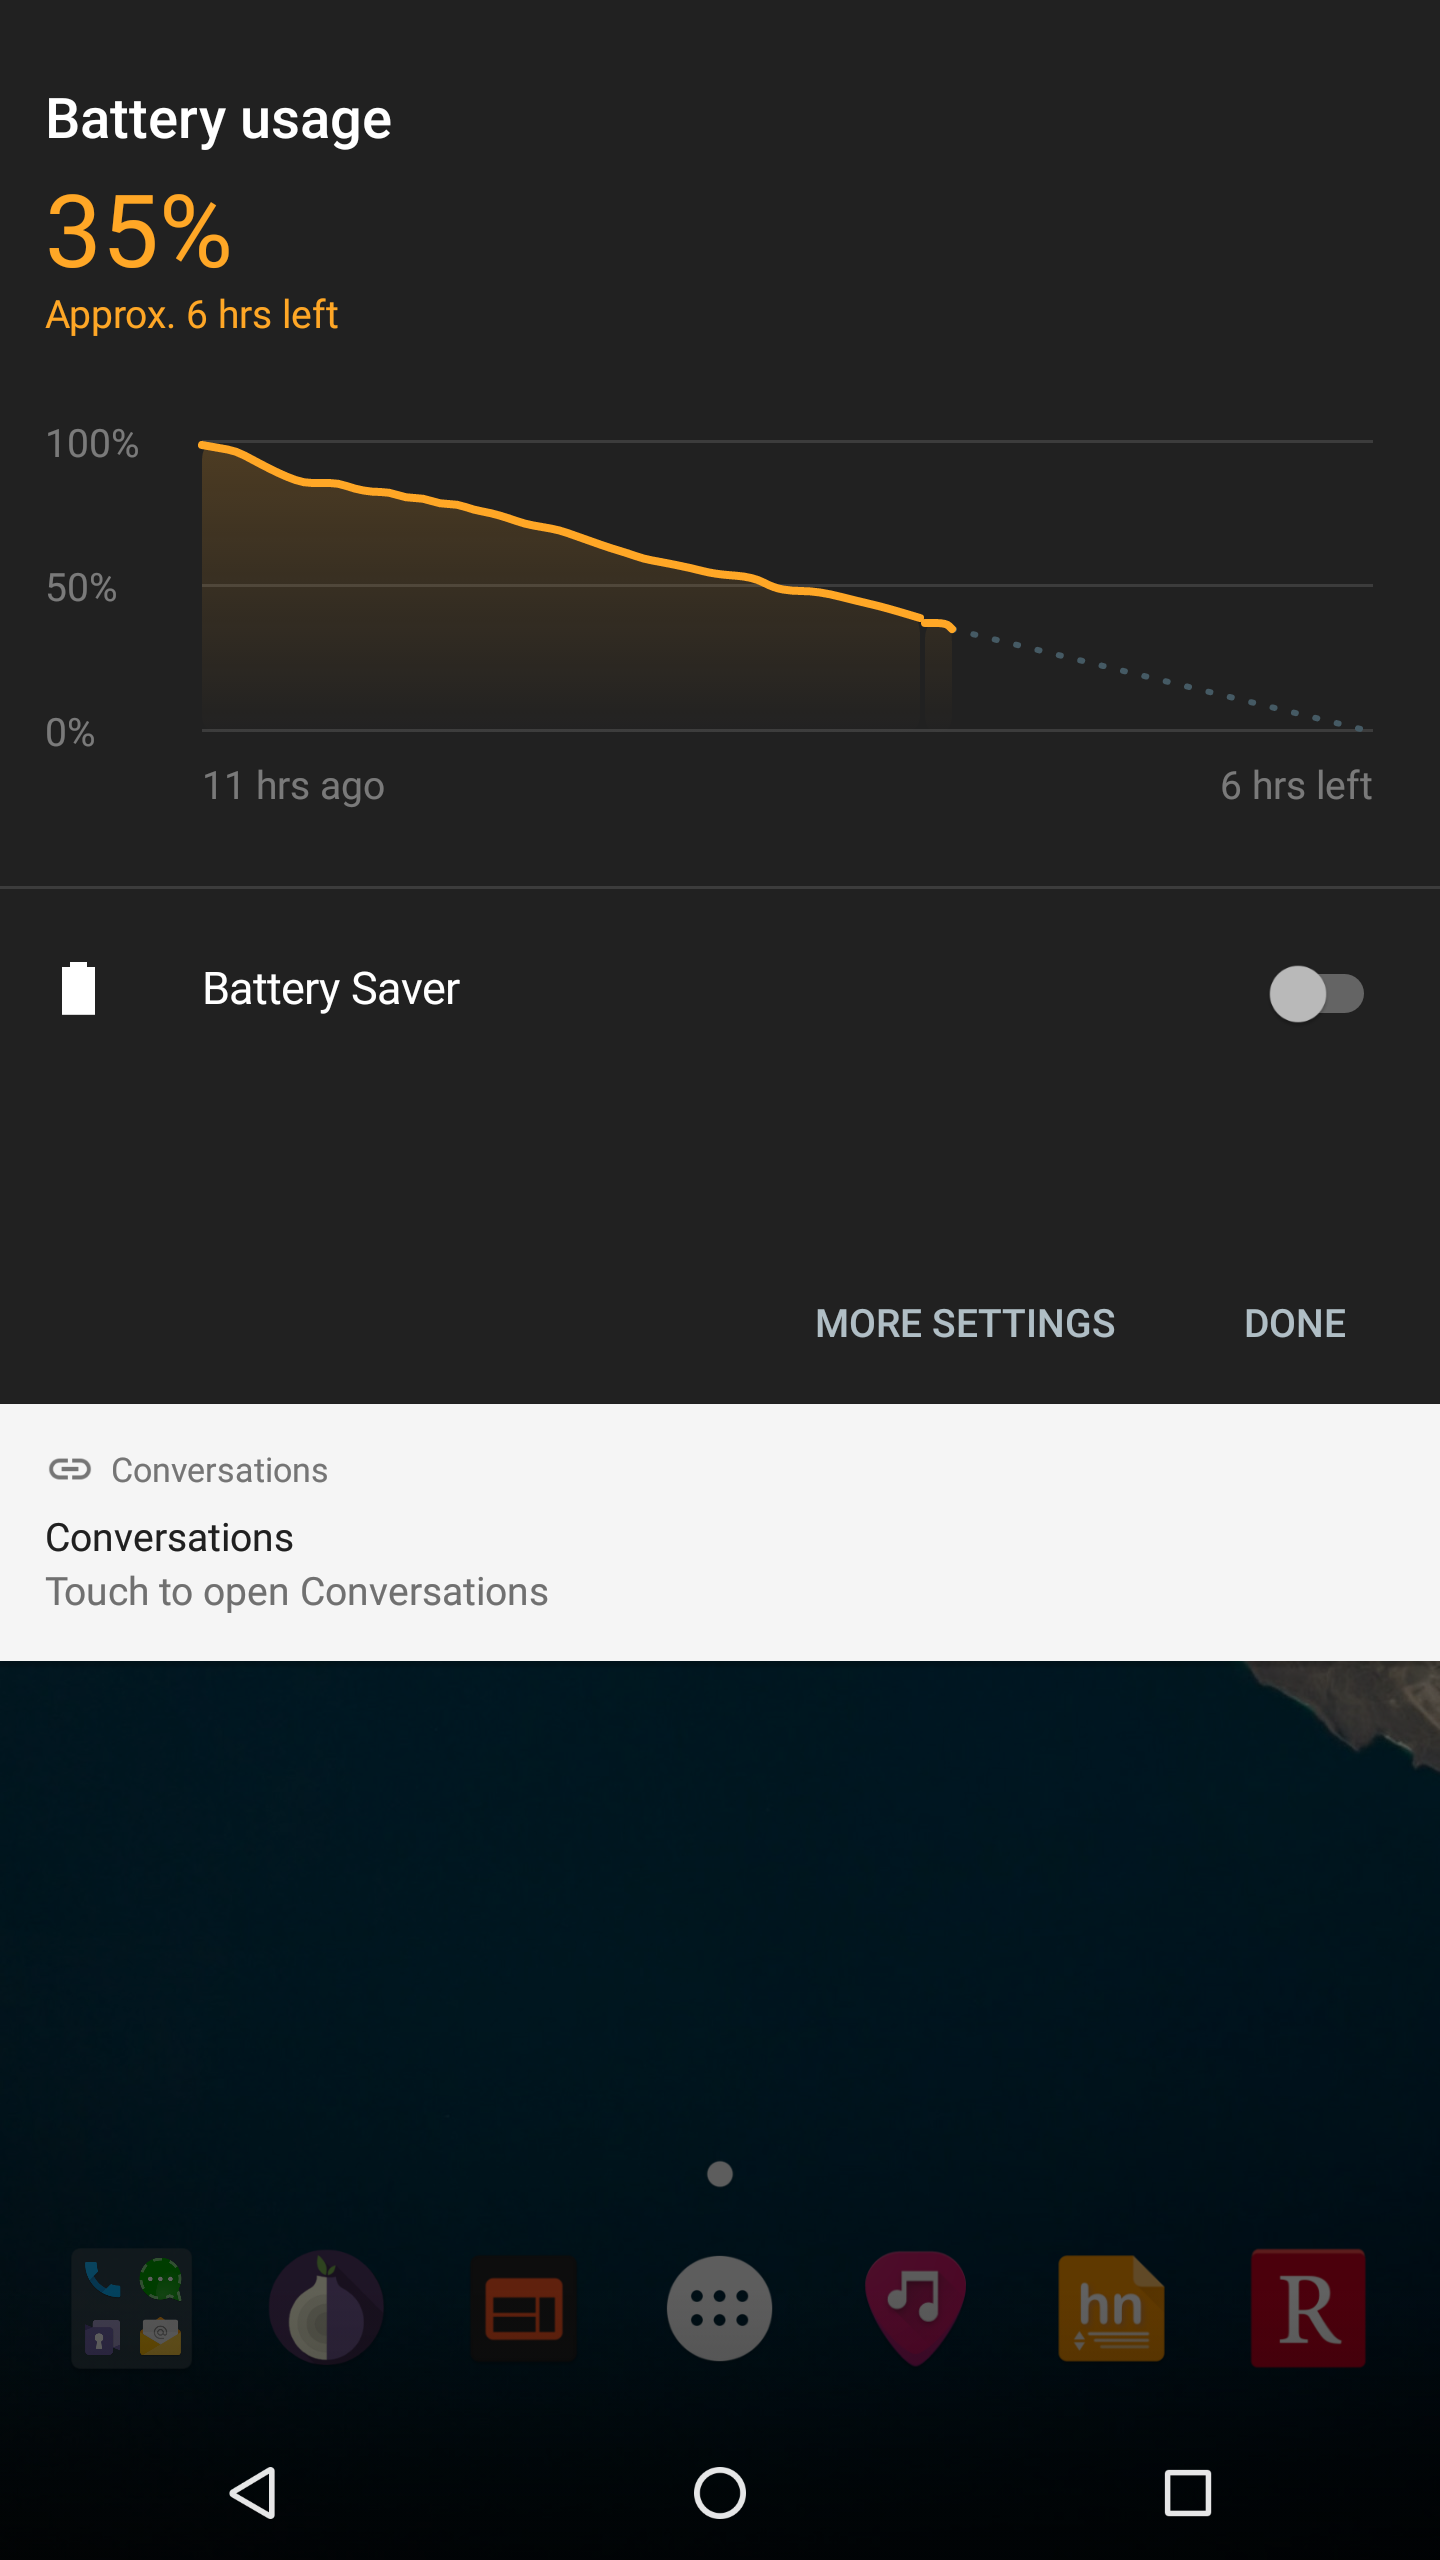 Battery usage
35%
Approx. 6 hrs left
100%
50%
0%
11 hrs ago 6 hrs left
Battery Saver
MORE SETTINGS DONE
Conversations
Conversations
Touch to open Conversations
@
hn
R